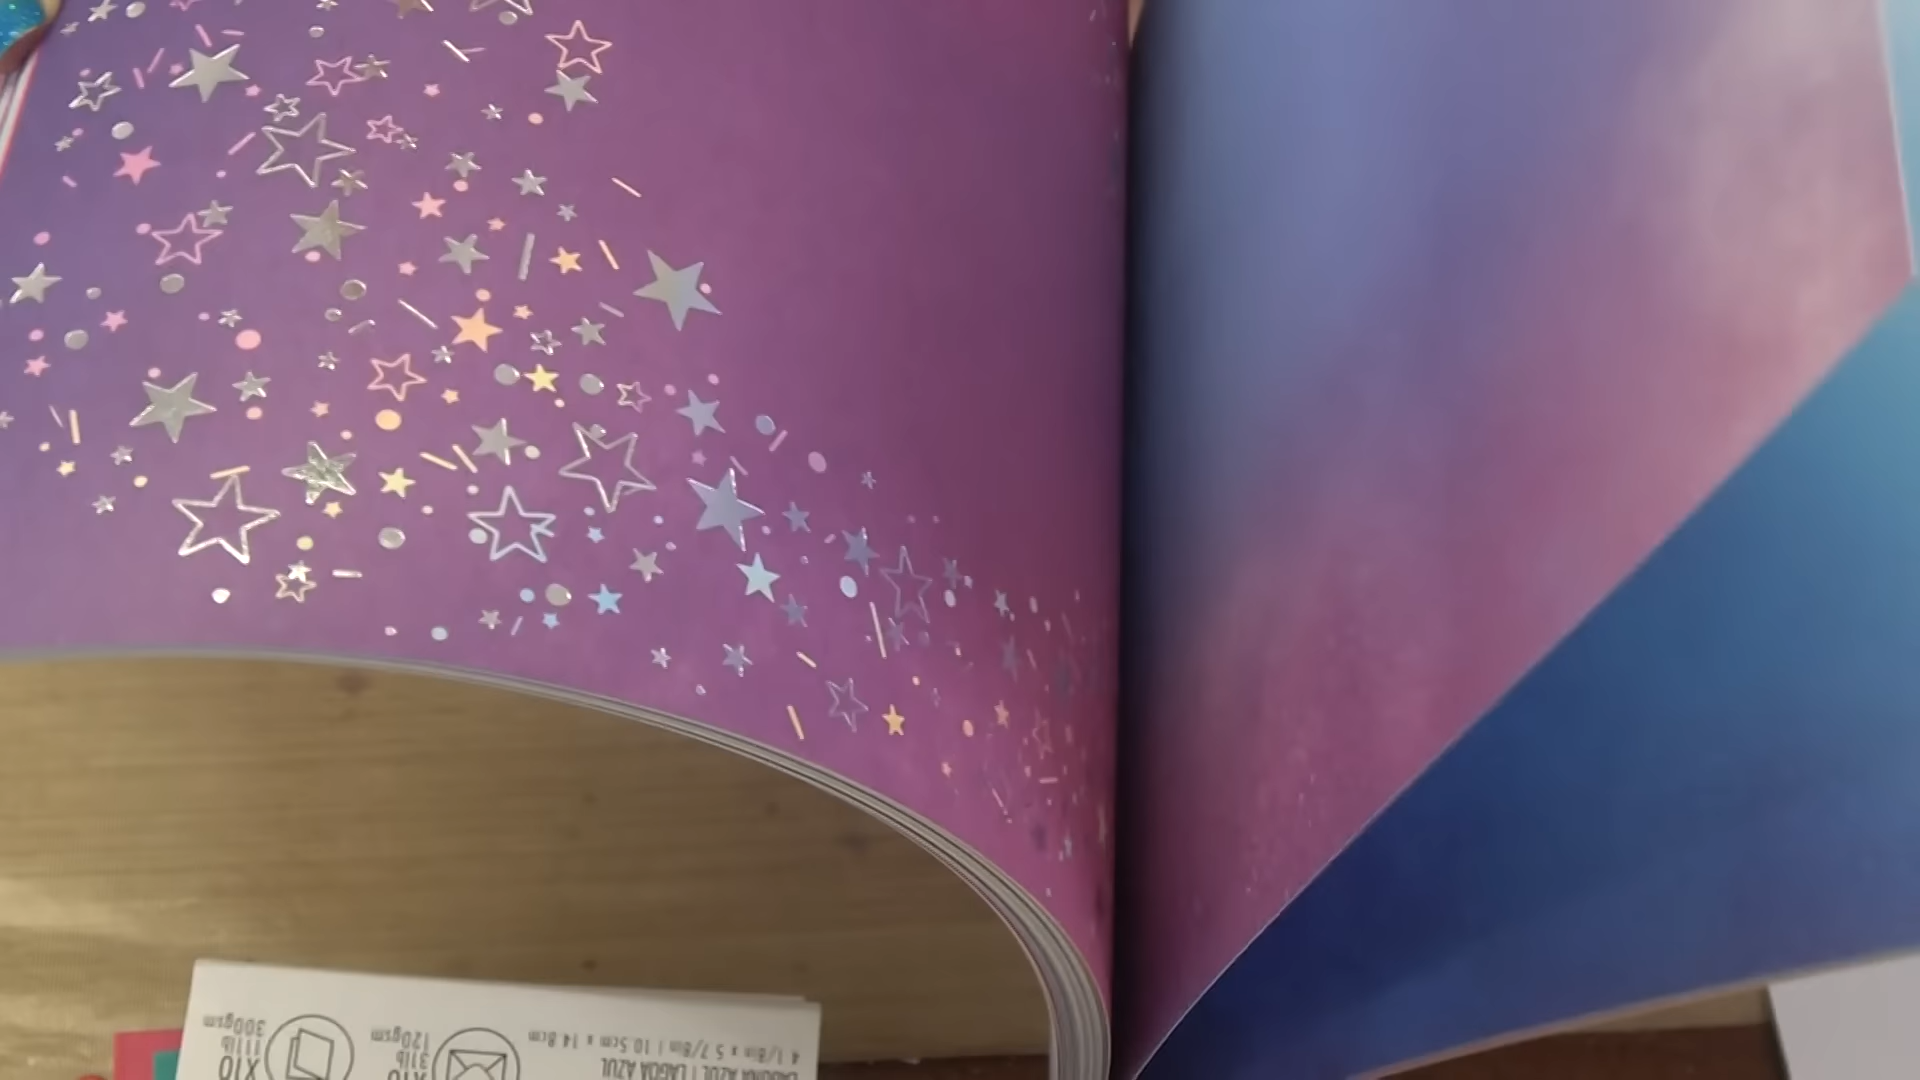 LAGUNA AZUL | LAGOA AZUL
4 1/8in x 5 7/8in | 10.5cm x 14.8cm
X10
31lb
120gsm
X10
111lb
300gsm